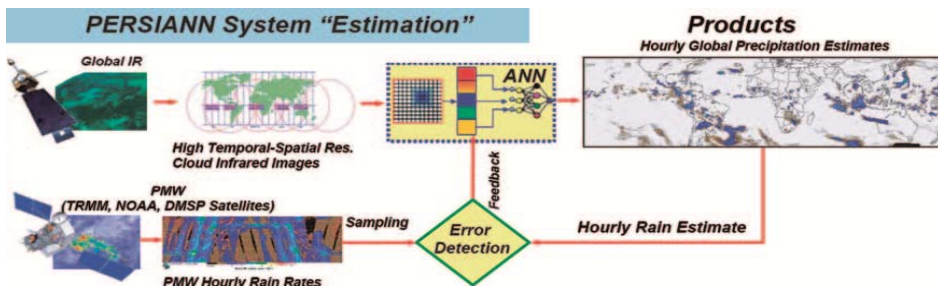 PERSIANN System “Estimation”
Products
Hourly Global Precipitation Estimates
Global IR
ANN
High Temporal-Spatial Res.
Cloud Infrared Images
Feedback
PMW
(TRMM, NOAA, DMSP Satellites)
Sampling
Error
Detection
Hourly Rain Estimate
PMW Hourly Rain Rates